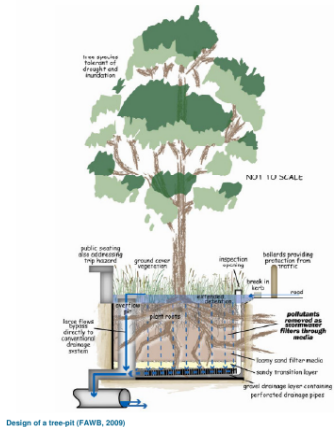 tree species
tolerant of
drought and
inundation
NOT TO SCALE
public seating
also addressing
trip hazard
ground cover
vegetation
inspection
opening
bollards providing
protection from
traffic
break in
kerb
road
extended
detention
overflow
plant roots
large flows
bypass
directly to
conventional
drainage
system
pollutants
removed as
stormwater
filters through
media
loamy sand filter media
sandy transition layer
gravel drainage layer containing
perforated drainage pipes
Design of a tree-pit (FAWB, 2009)